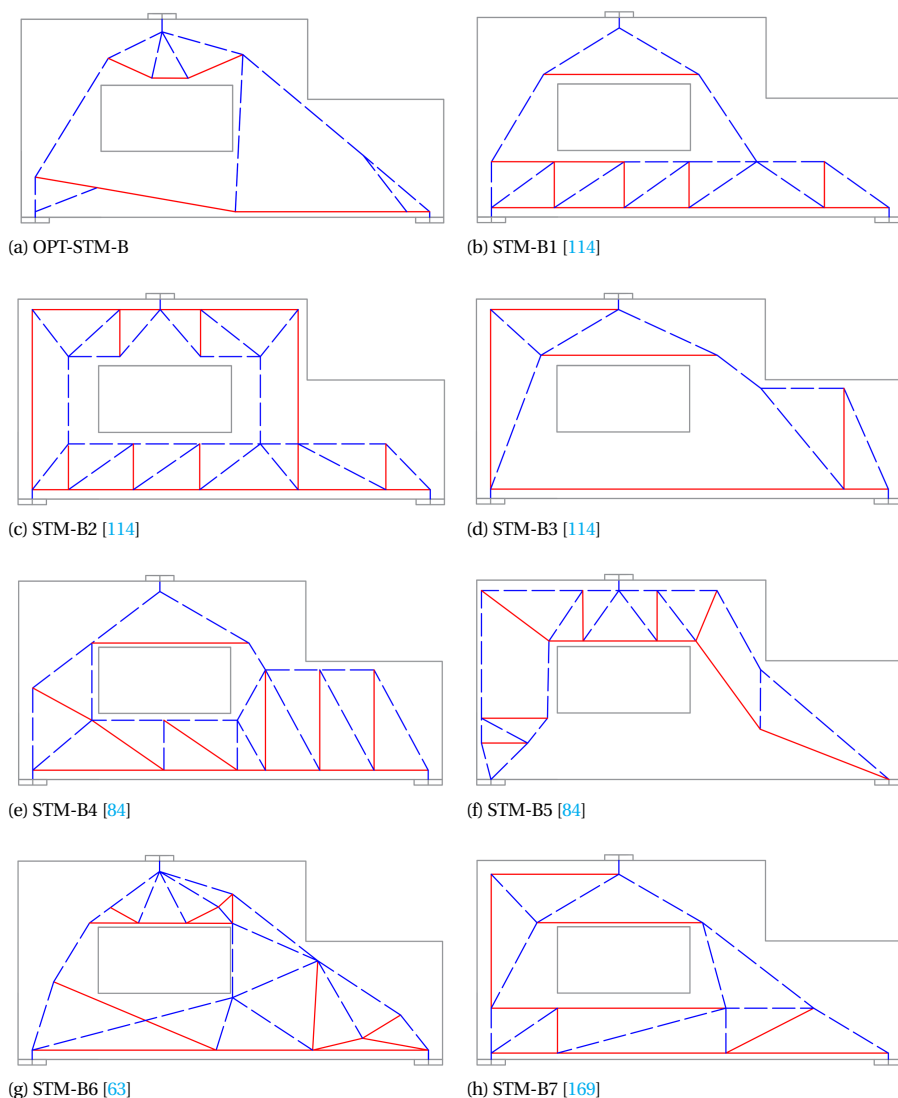 (a) OPT-STM-B
(b) STM-B1 [114]
(c) STM-B2 [114]
(d) STM-B3 [114]
(e) STM-B4 [84]
(f) STM-B5 [84]
(g) STM-B6 [63]
(h) STM-B7 [169]